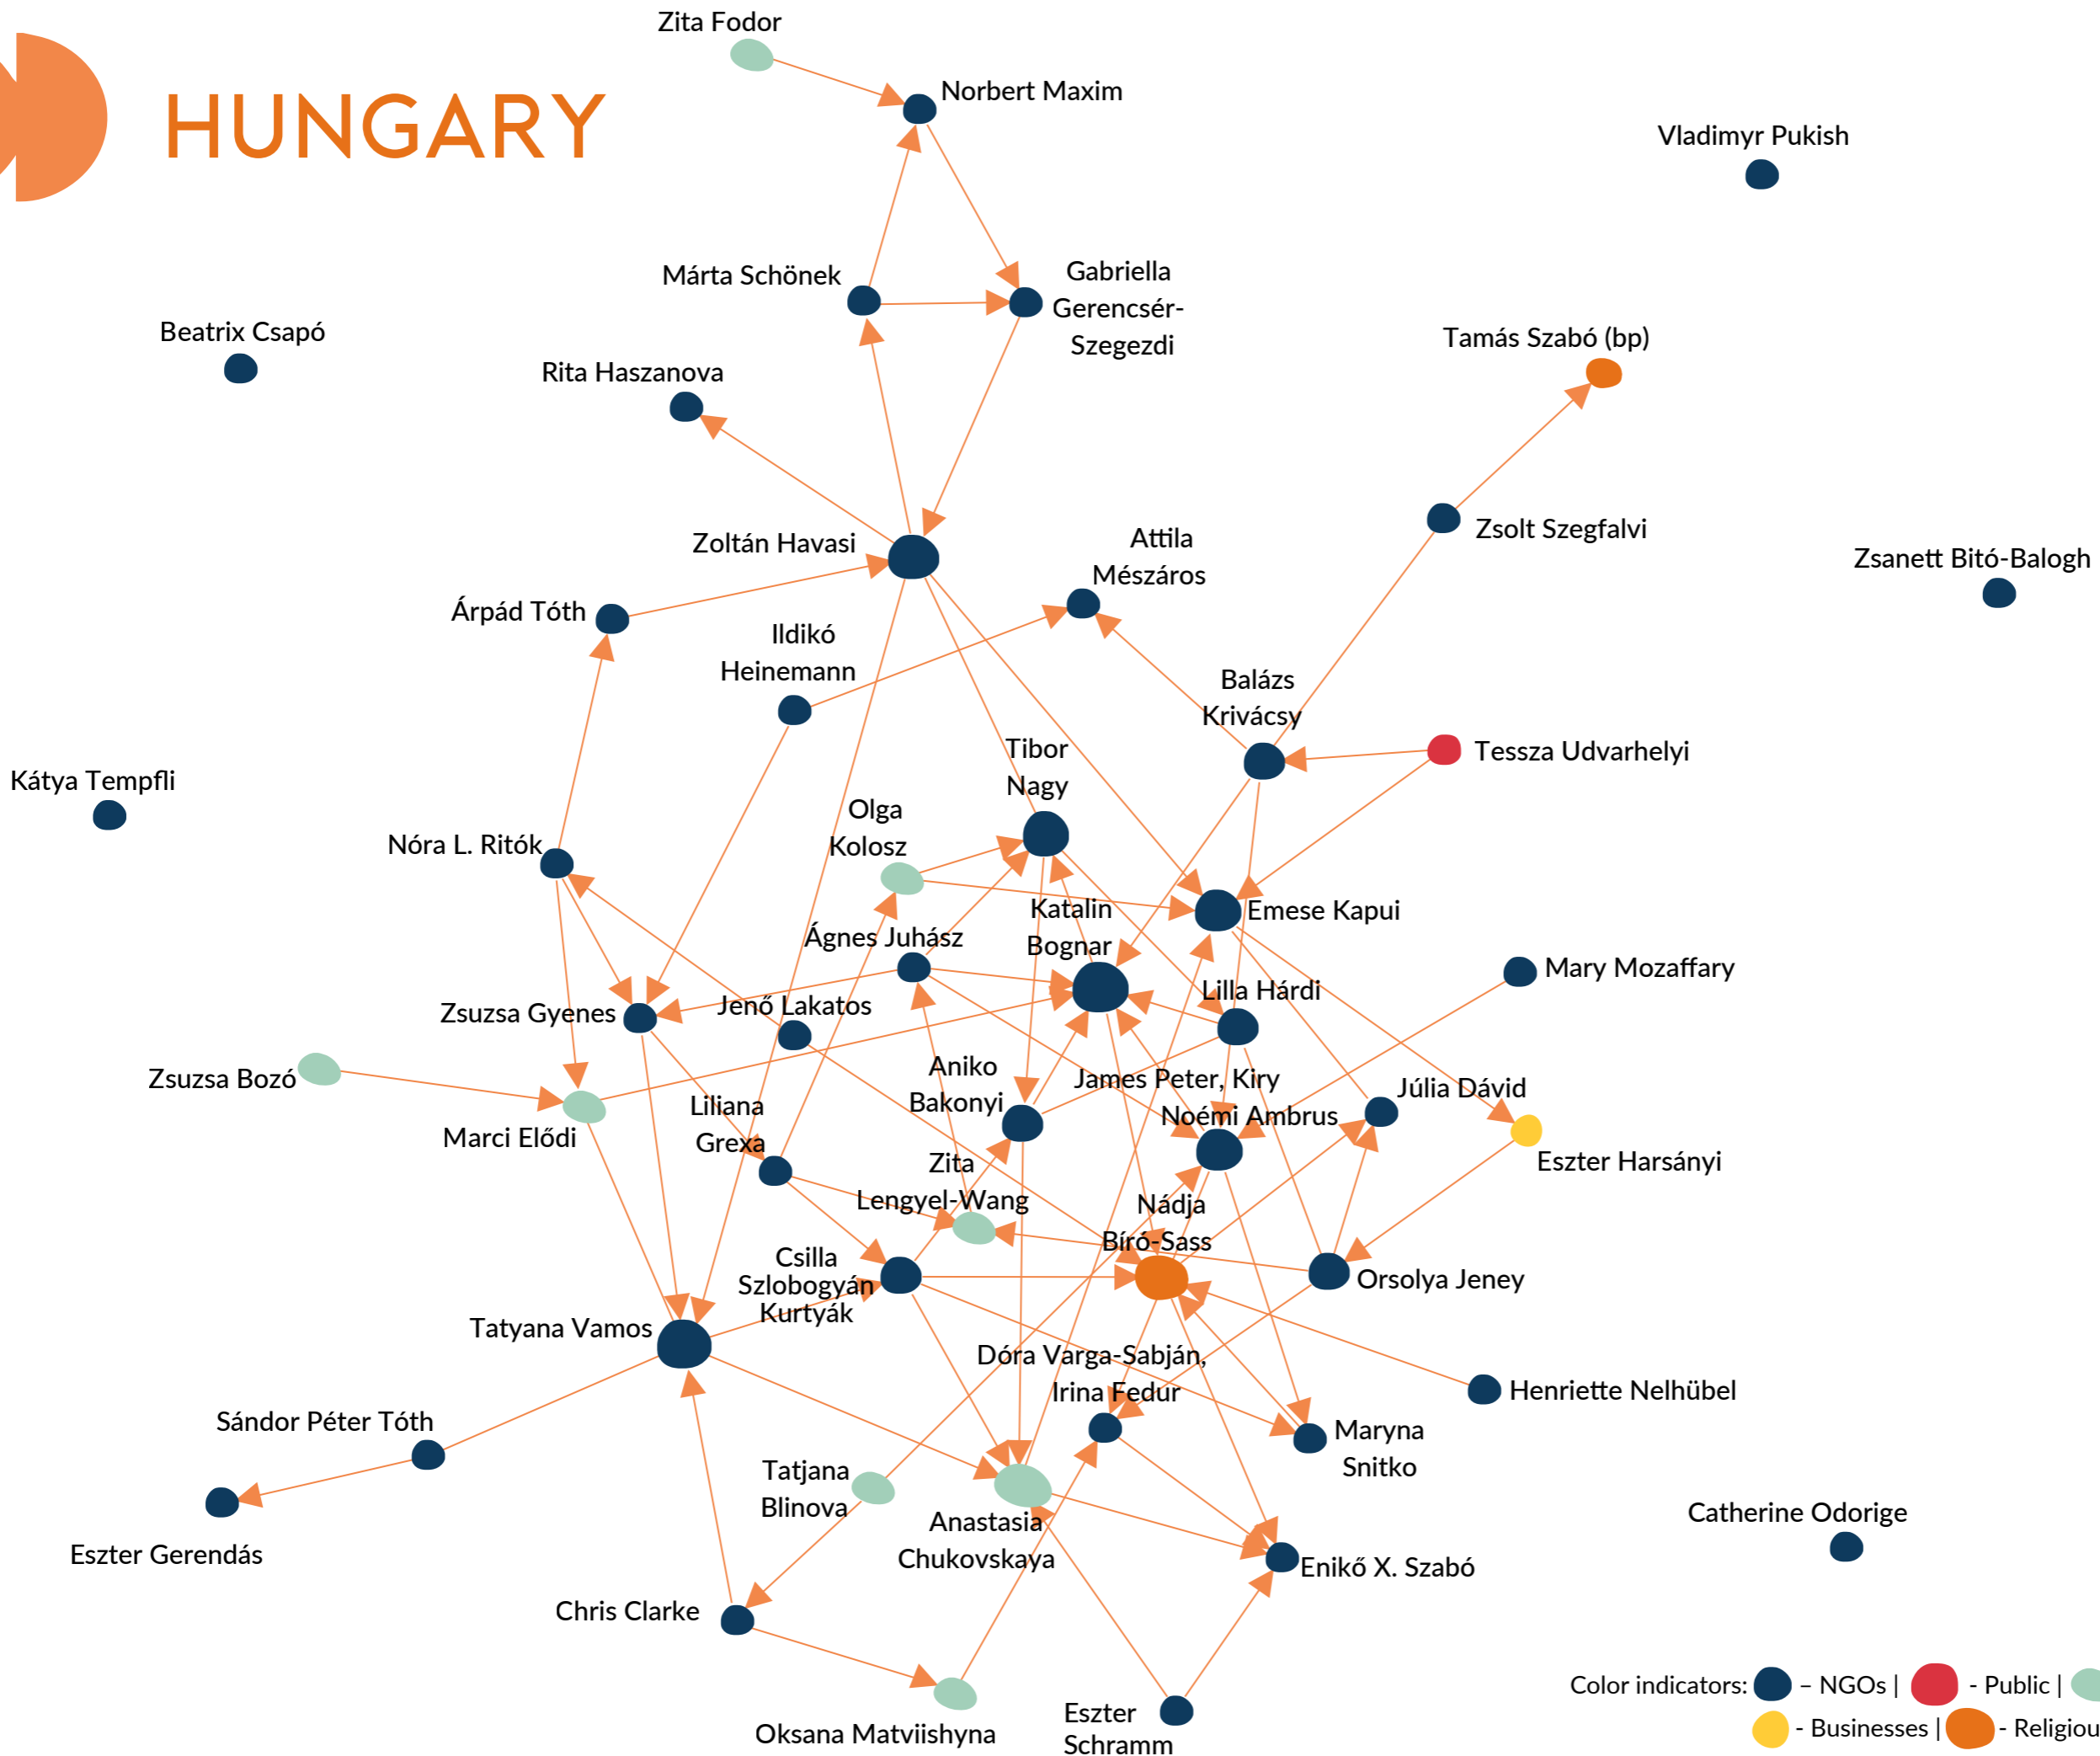 Zita Fodor
HUNGARY
Norbert Maxim
Vladimyr Pukish
Márta Schönek
Gabriella
Gerencsér-
Szegezdi
Beatrix Csapó
Tamás Szabó (bp)
Rita Haszanova
Zsolt Szegfalvi
Zoltán Havasi
Attila
Mészáros
Zsanett Bitó-Balogh
Árpád Tóth
Ildikó
Heinemann
Balázs
Krivácsy
Tibor
Nagy
Tessza Udvarhelyi
Kátya Tempfli
Olga
Kolosz
Nóra L. Ritók
Katalin
Bognar
Emese Kapui
Ágnes Juhász
Mary Mozaffary
Lilla Hárdi
Jenő Lakatos
Zsuzsa Gyenes
Zsuzsa Bozó
Aniko
Bakonyi
James Peter, Kiry
Noémi Ambrus
Júlia Dávid
Liliana
Grexa
Marci Elődi
Zita
Lengyel-Wang
Eszter Harsányi
Nádja
Bíró-Sass
Csilla
Szlobogyán
Kurtyák
Orsolya Jeney
Tatyana Vamos
Dóra Varga-Sabján,
Irina Fedur
Henriette Nelhübel
Sándor Péter Tóth
Maryna
Snitko
Tatjana
Blinova
Anastasia
Chukovskaya
Catherine Odorige
Eszter Gerendás
Enikő X. Szabó
Chris Clarke
Color indicators: – NGOs | - Public |
- Businesses | - Religiou
Eszter
Schramm
Oksana Matviishyna